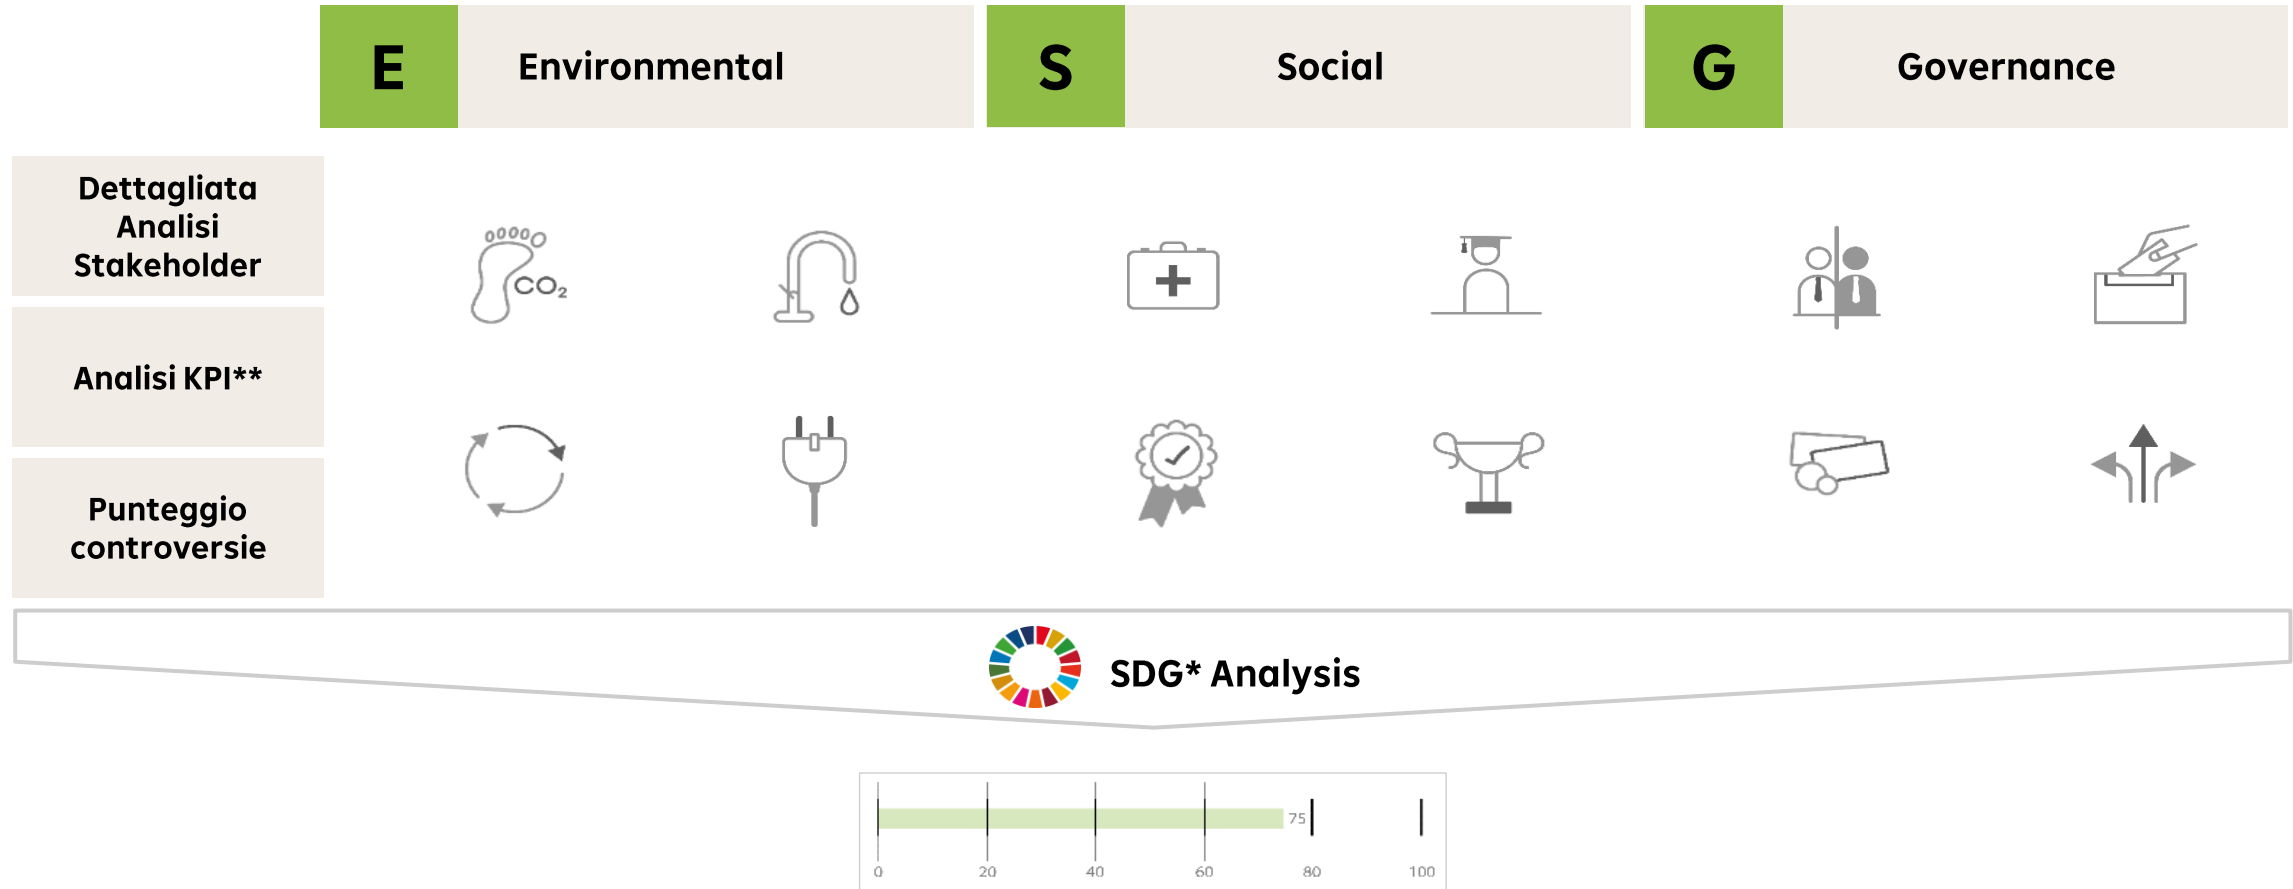 E
Environmental
S
Social
G
Governance
Dettagliata
Analisi
Stakeholder
CO₂
Analisi KPI**
Punteggio
controversie
SDG* Analysis
75
0 20 40 60 80 100